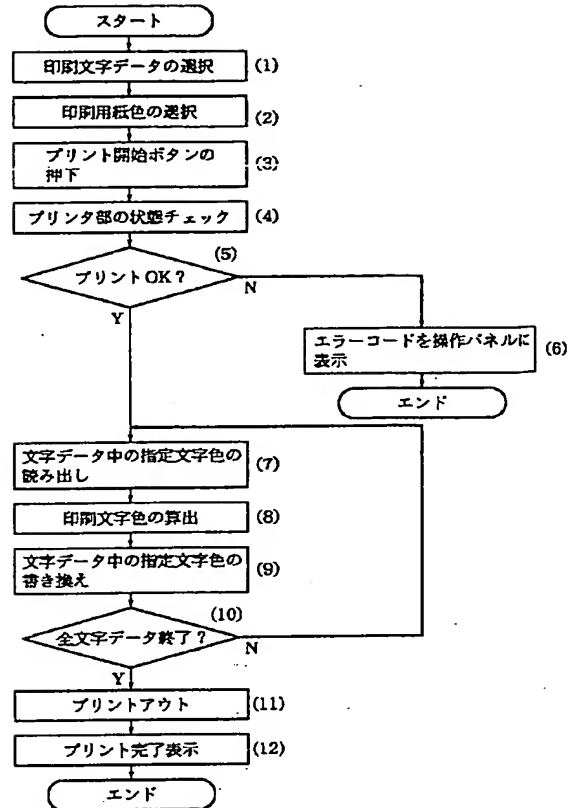 スタート
印刷文字データの選択 (1)
印刷用紙色の選択 (2)
プリント開始ボタンの
押下 (3)
プリンタ部の状態チェック (4)
(5)
プリントOK?
N
Y
エラーコードを操作パネルに
表示 (6)
エンド
文字データ中の指定文字色の
読み出し (7)
印刷文字色の算出 (8)
文字データ中の指定文字色の
書き換え (9)
(10)
全文字データ終了?
N
Y
プリントアウト (11)
プリント完了表示 (12)
エンド